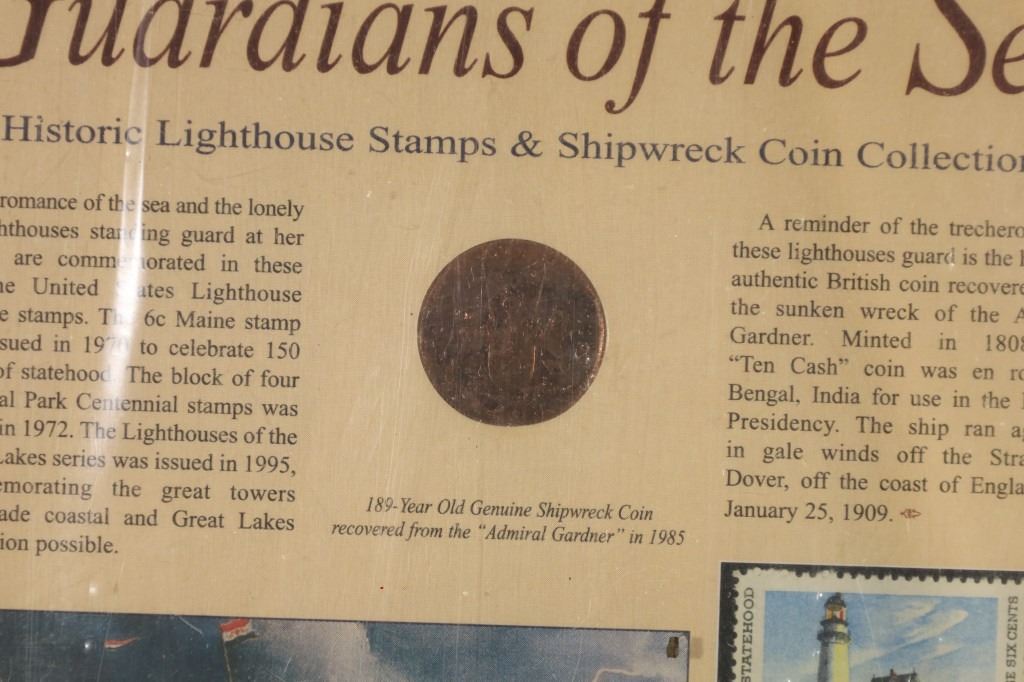 Guardians of the Se
Historic Lighthouse Stamps & Shipwreck Coin Collection
romance of the sea and the lonely
hthouses standing guard at her
are commemorated in these
he United States Lighthouse
e stamps. The 6c Maine stamp
sued in 1970 to celebrate 150
of statehood. The block of four
al Park Centennial stamps was
in 1972. The Lighthouses of the
Lakes series was issued in 1995,
emorating the great towers
ade coastal and Great Lakes
ion possible.
189-Year Old Genuine Shipwreck Coin
recovered from the “Admiral Gardner” in 1985
A reminder of the trechero
these lighthouses guard is the
authentic British coin recovere
the sunken wreck of the A
Gardner. Minted in 1808
“Ten Cash” coin was en ro
Bengal, India for use in the
Presidency. The ship ran ag
in gale winds off the Stra
Dover, off the coast of Engla
January 25, 1909.
STATEHOOD
E SIX CENTS